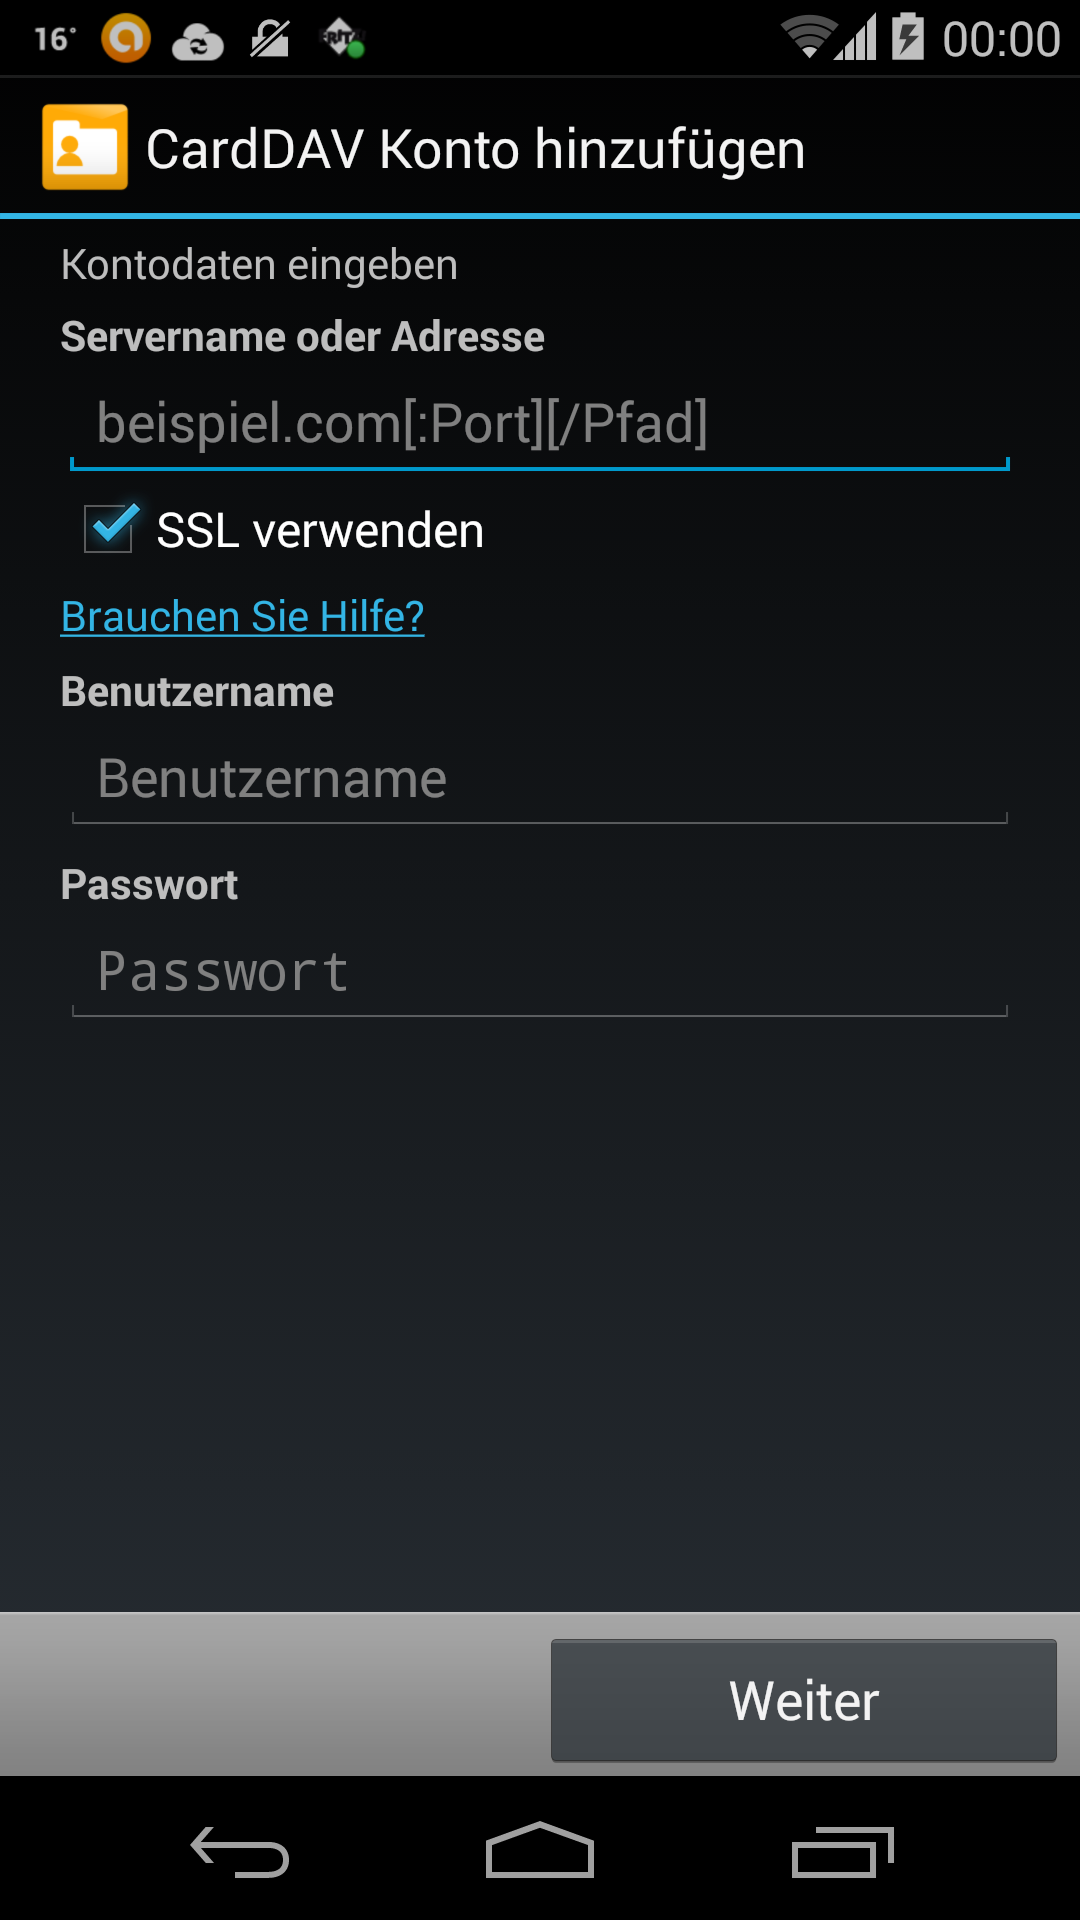 16°
FRITZ
00:00
CardDAV Konto hinzufügen
Kontodaten eingeben
Servername oder Adresse
beispiel.com[:Port][/Pfad]
SSL verwenden
Brauchen Sie Hilfe?
Benutzername
Benutzername
Passwort
Passwort
Weiter